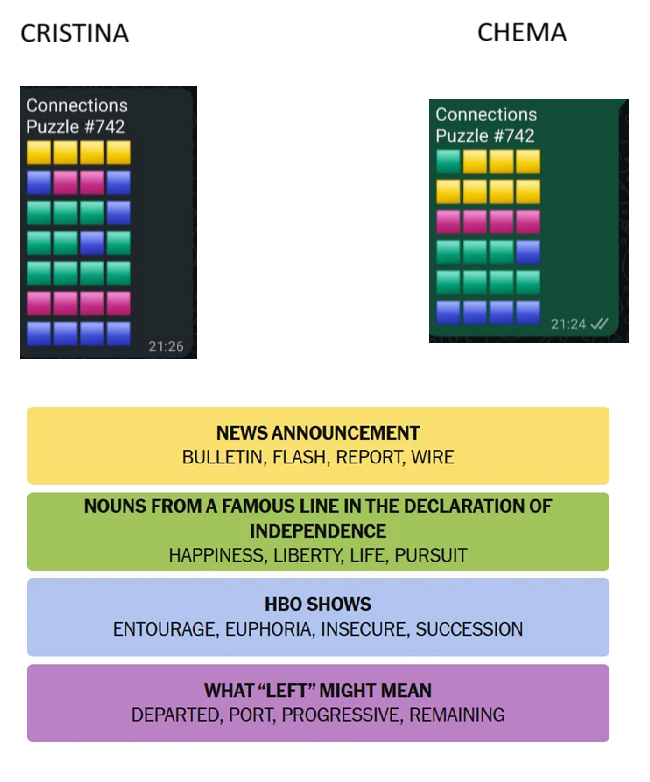 CRISTINA
CHEMA
Connections
Puzzle #742
21:26
Connections
Puzzle #742
21:24
NEWS ANNOUNCEMENT
BULLETIN, FLASH, REPORT, WIRE
NOUNS FROM A FAMOUS LINE IN THE DECLARATION OF
INDEPENDENCE
HAPPINESS, LIBERTY, LIFE, PURSUIT
HBO SHOWS
ENTOURAGE, EUPHORIA, INSECURE, SUCCESSION
WHAT “LEFT” MIGHT MEAN
DEPARTED, PORT, PROGRESSIVE, REMAINING